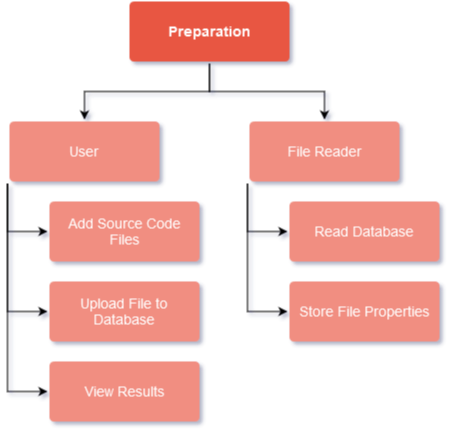 Preparation
User
File Reader
Add Source Code
Files
Read Database
Upload File to
Database
Store File Properties
View Results